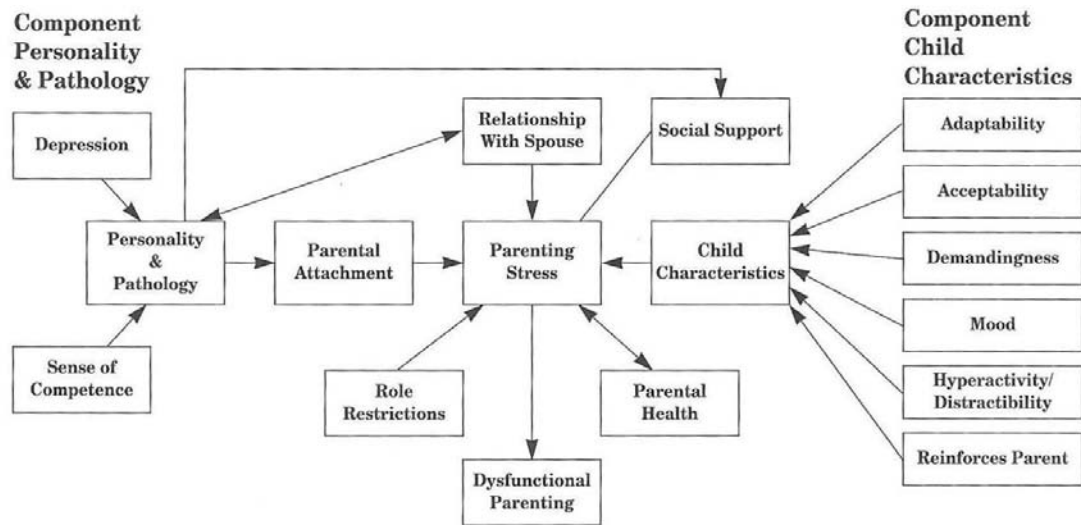 Component
Personality
& Pathology
Component
Child
Characteristics
Depression
Relationship
With Spouse
Social Support
Adaptability
Acceptability
Personality
&
Pathology
Parental
Attachment
Parenting
Stress
Child
Characteristics
Demandingness
Mood
Sense of
Competence
Role
Restrictions
Parental
Health
Hyperactivity/
Distractibility
Reinforces Parent
Dysfunctional
Parenting